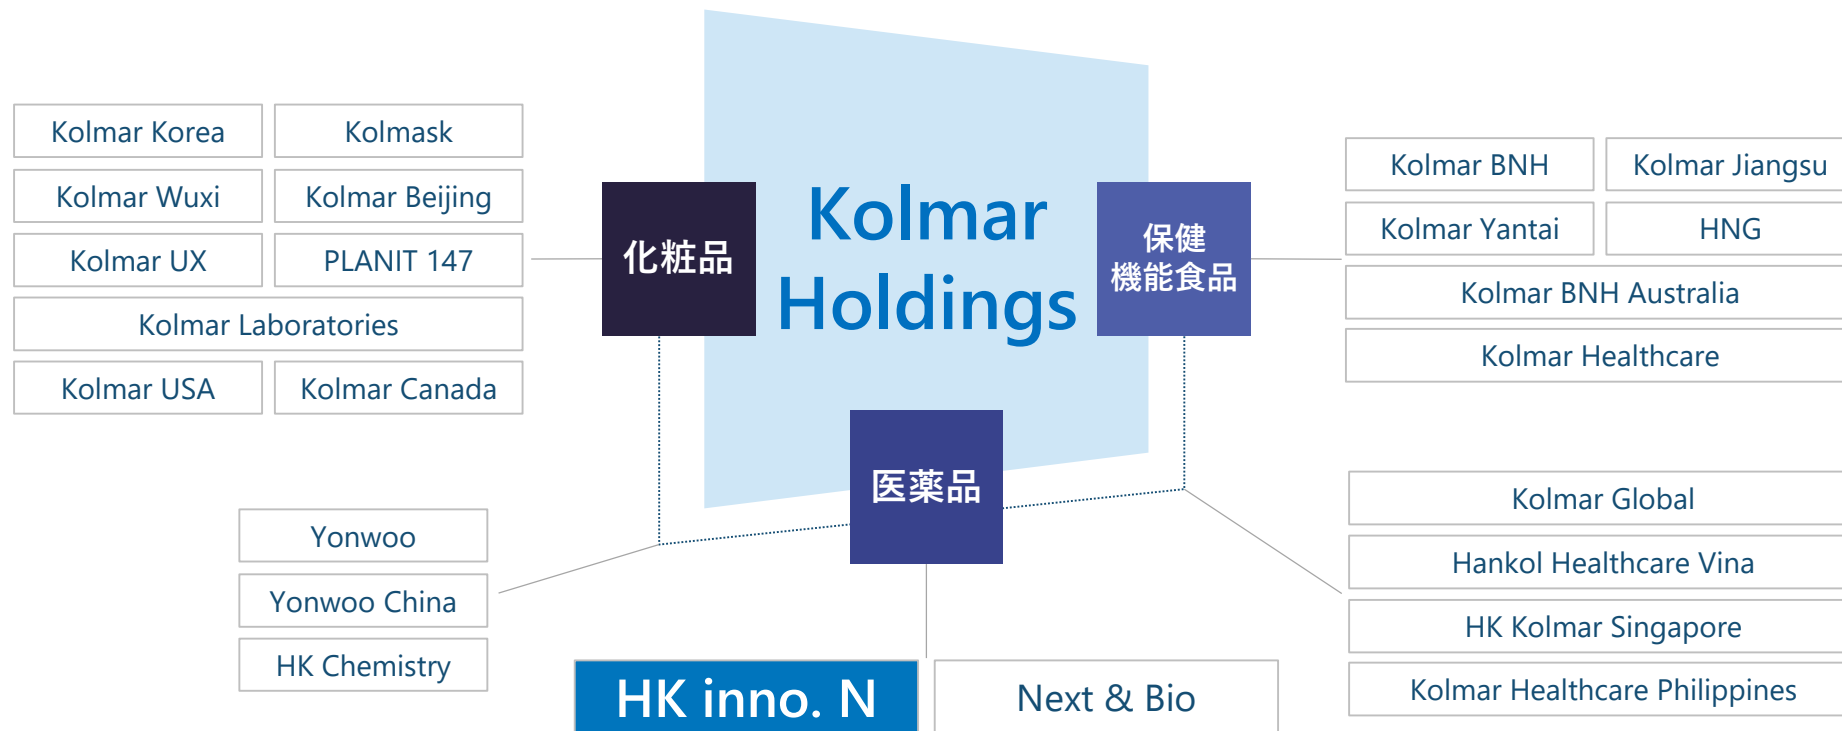 Kolmar Korea
Kolmask
Kolmar Wuxi
Kolmar Beijing
Kolmar UX
PLANIT 147
Kolmar Laboratories
Kolmar USA
Kolmar Canada
化粧品
Kolmar
Holdings
保健
機能食品
Kolmar BNH
Kolmar Jiangsu
Kolmar Yantai
HNG
Kolmar BNH Australia
Kolmar Healthcare
医薬品
Yonwoo
Yonwoo China
HK Chemistry
HK inno. N
Next & Bio
Kolmar Global
Hankol Healthcare Vina
HK Kolmar Singapore
Kolmar Healthcare Philippines